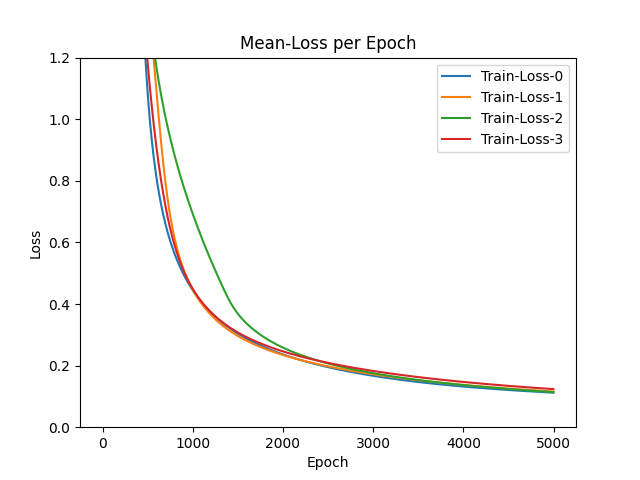 Mean-Loss per Epoch
Loss
1.2
1.0
0.8
0.6
0.4
0.2
0.0
Train-Loss-0
Train-Loss-1
Train-Loss-2
Train-Loss-3
0 1000 2000 3000 4000 5000
Epoch